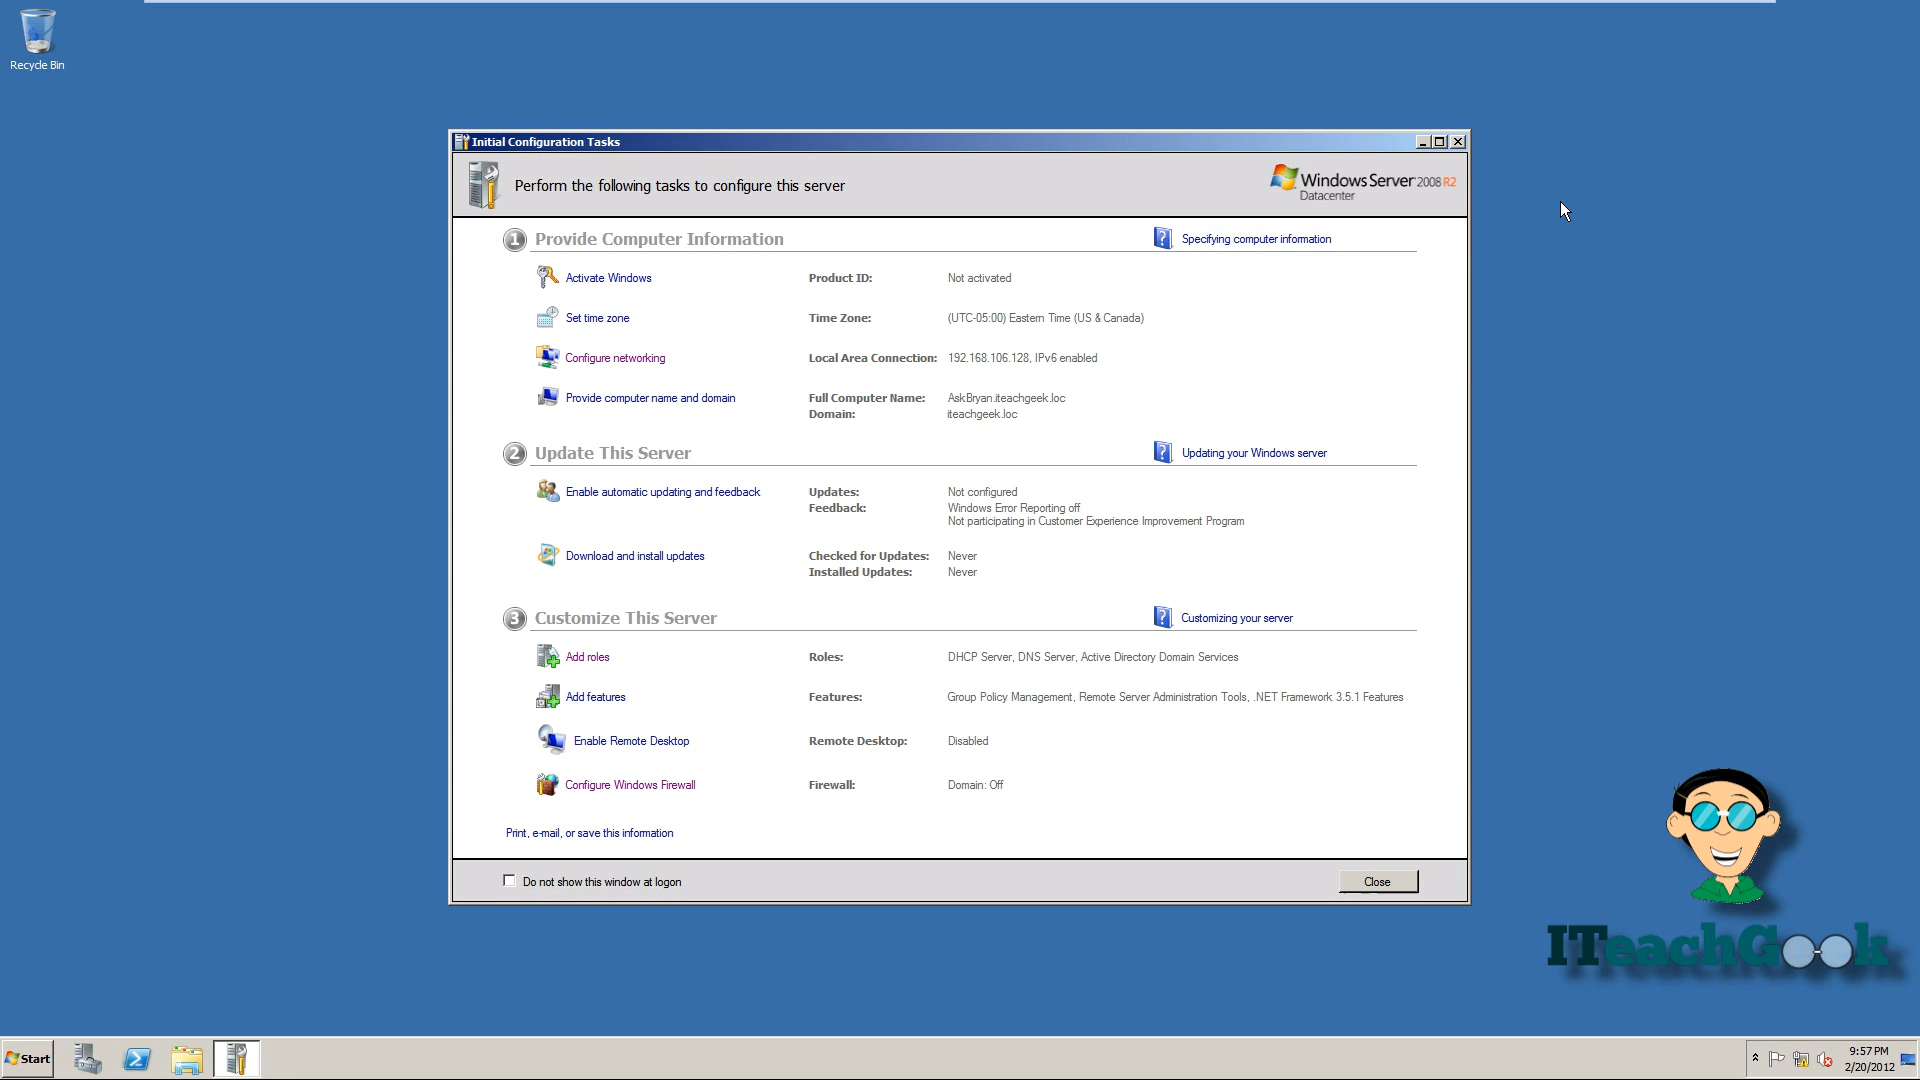 Recycle Bin
Initial Configuration Tasks
Perform the following tasks to configure this server
Windows Server 2008 R2
Datacenter
1 Provide Computer Information
Specifying computer information
Activate Windows Product ID: Not activated
Set time zone Time Zone: (UTC-05:00) Eastern Time (US & Canada)
Configure networking Local Area Connection: 192.168.106.128, IPv6 enabled
Provide computer name and domain Full Computer Name: AskBryan.iteachgeek.loc
Domain: iteachgeek.loc
2 Update This Server
Updating your Windows server
Enable automatic updating and feedback Updates: Not configured
Feedback: Windows Error Reporting off
Not participating in Customer Experience Improvement Program
Download and install updates Checked for Updates: Never
Installed Updates: Never
3 Customize This Server
Customizing your server
Add roles Roles: DHCP Server, DNS Server, Active Directory Domain Services
Add features Features: Group Policy Management, Remote Server Administration Tools, .NET Framework 3.5.1 Features
Enable Remote Desktop Remote Desktop: Disabled
Configure Windows Firewall Firewall: Domain: Off
Print, e-mail, or save this information
Do not show this window at logon
Close
ITeachGeek
Start
9:57 PM
2/20/2012